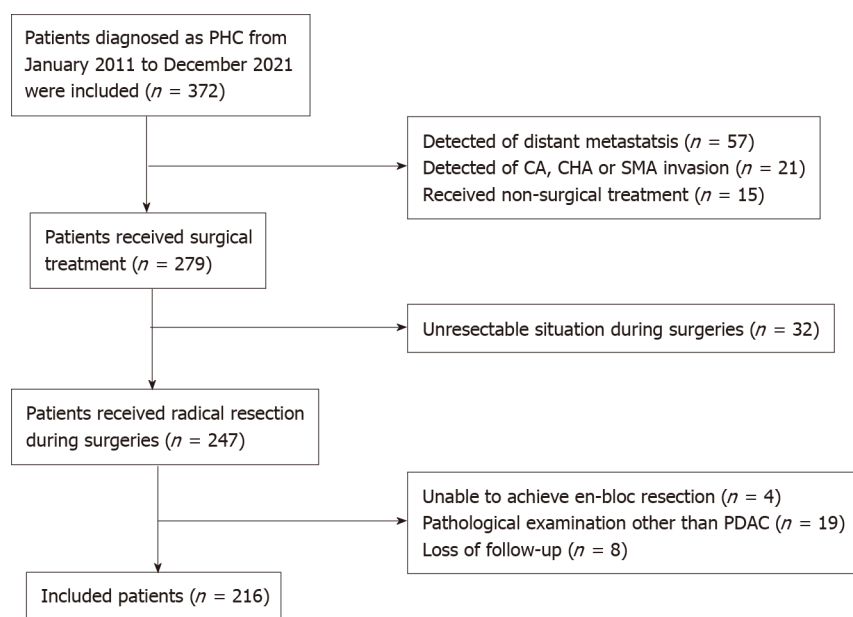 Patients diagnosed as PHC from
January 2011 to December 2021
were included (n = 372)
Detected of distant metastatsis (n = 57)
Detected of CA, CHA or SMA invasion (n = 21)
Received non-surgical treatment (n = 15)
Patients received surgical
treatment (n = 279)
Unresectable situation during surgeries (n = 32)
Patients received radical resection
during surgeries (n = 247)
Unable to achieve en-bloc resection (n = 4)
Pathological examination other than PDAC (n = 19)
Loss of follow-up (n = 8)
Included patients (n = 216)